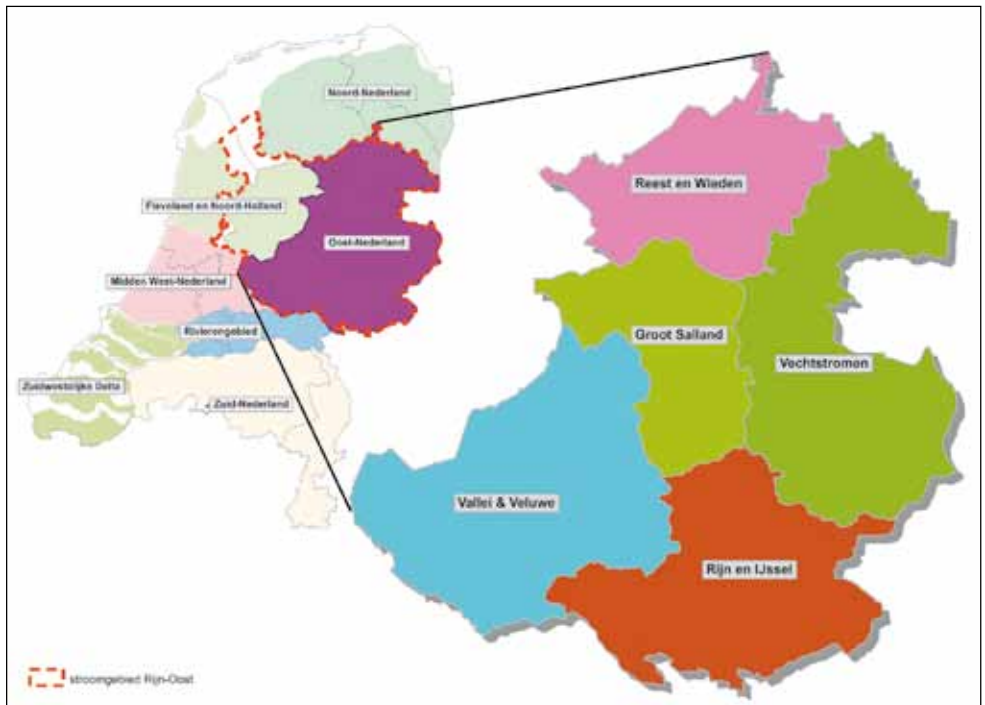 Noord-Nederland
Flevoland en Noord-Holland
Oost-Nederland
Midden West-Nederland
Rivierengebied
Zuidwestelijke Delta
Zuid-Nederland
Reest en Wieden
Groot Salland
Vechtstromen
Vallei & Veluwe
Rijn en IJssel
stroomgebied Rijn-Oost